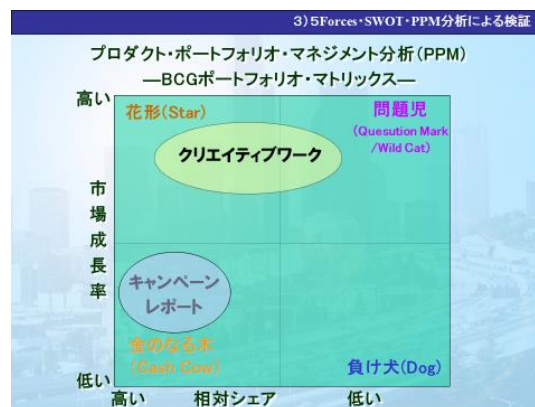 3)5Forces・SWOT・PPM分析による検証
プロダクト・ポートフォリオ・マネジメント分析(PPM)
―BCGポートフォリオ・マトリックス―
高い
花形(Star)
問題児
(Quesution Mark
/Wild Cat)
クリエイティブワーク
市場成長率
キャンペーン
レポート
金のなる木
(Cash Cow)
負け犬(Dog)
低い
高い 相対シェア 低い